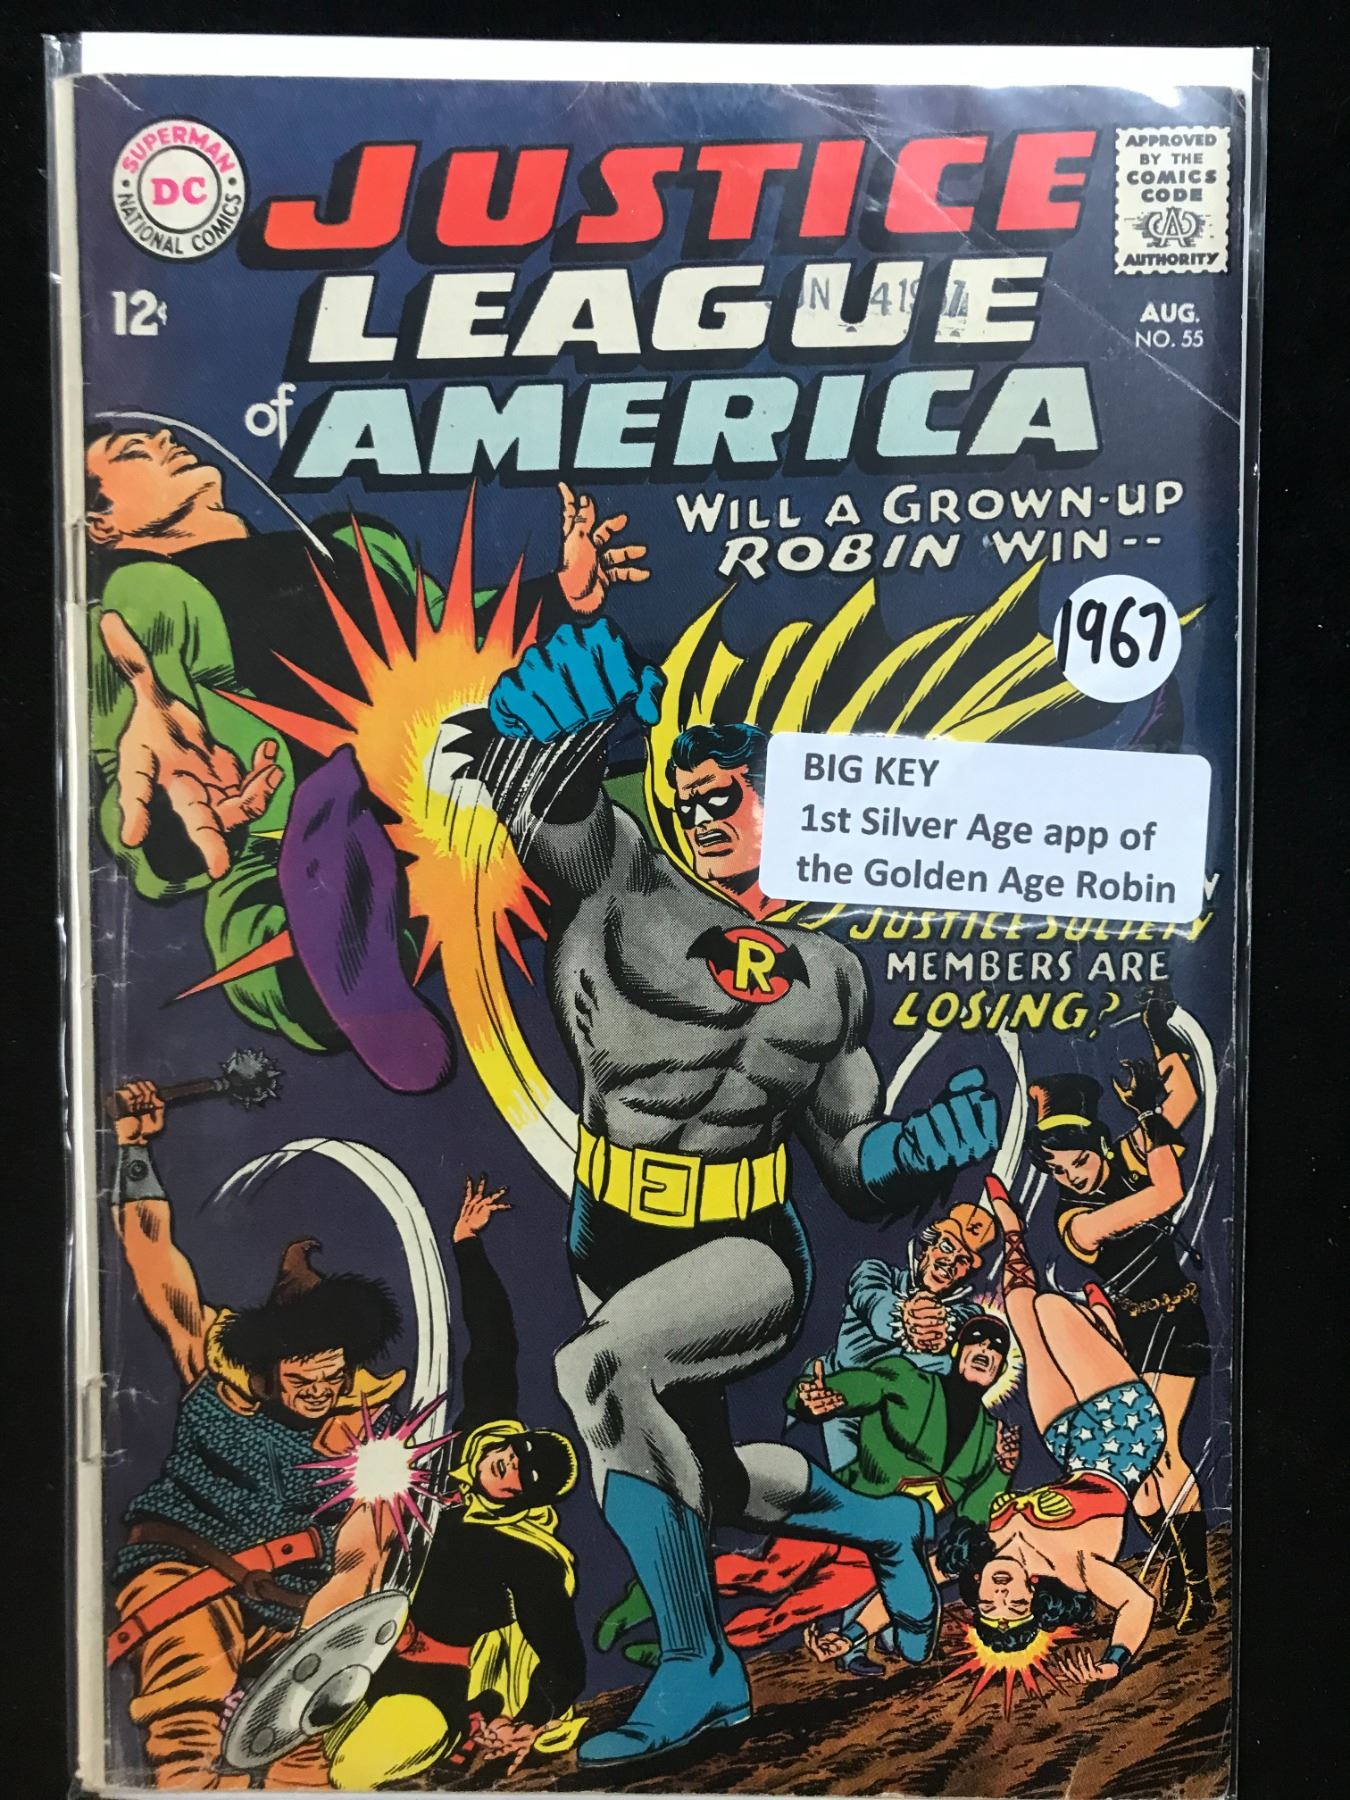 SUPERMAN
DC
NATIONAL COMICS
JUSTICE
LEAGUE
of AMERICA
12¢
APPROVED
BY THE
COMICS
CODE
AUTHORITY
AUG.
NO. 55
WILL A GROWN-UP
ROBIN WIN--
1967
BIG KEY
1st Silver Age app of
the Golden Age Robin
JUSTICE SOCIETY
MEMBERS ARE
LOSING?
R